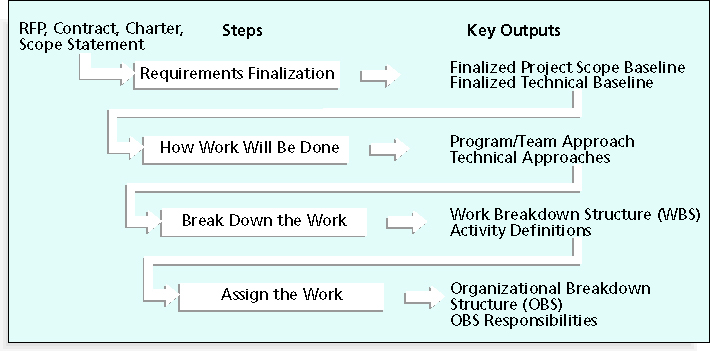 RFP, Contract, Charter,
Scope Statement
Steps
Key Outputs
Requirements Finalization
Finalized Project Scope Baseline
Finalized Technical Baseline
How Work Will Be Done
Program/Team Approach
Technical Approaches
Break Down the Work
Work Breakdown Structure (WBS)
Activity Definitions
Assign the Work
Organizational Breakdown
Structure (OBS)
OBS Responsibilities